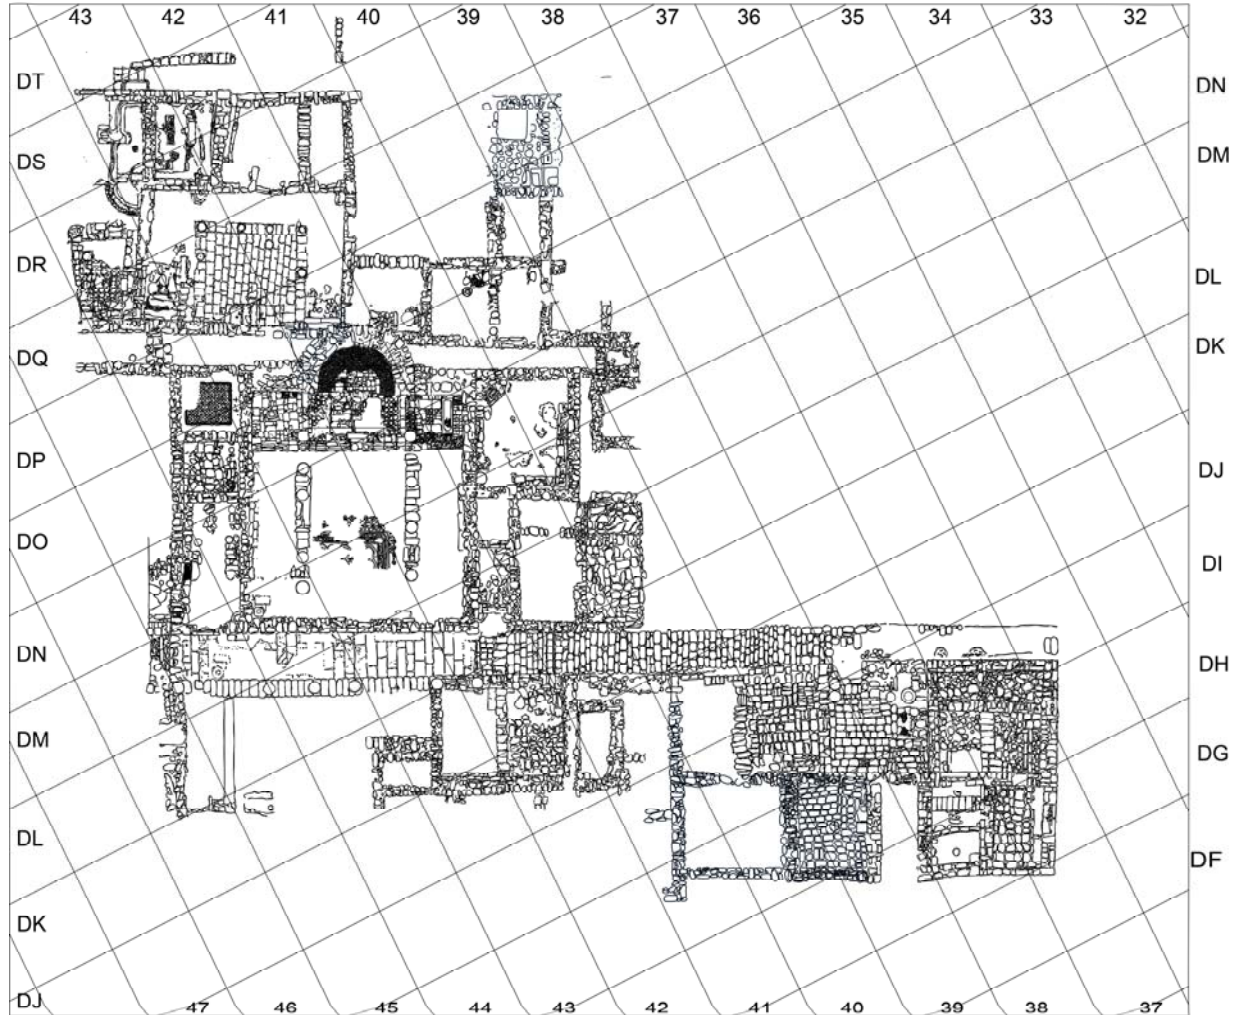 43 42 41 40 39 38 37 36 35 34 33 32
DT DN
DS DM
DR DL
DQ DK
DP DJ
DO DI
DN DH
DM DG
DL DF
DK
DJ
47 46 45 44 43 42 41 40 39 38 37